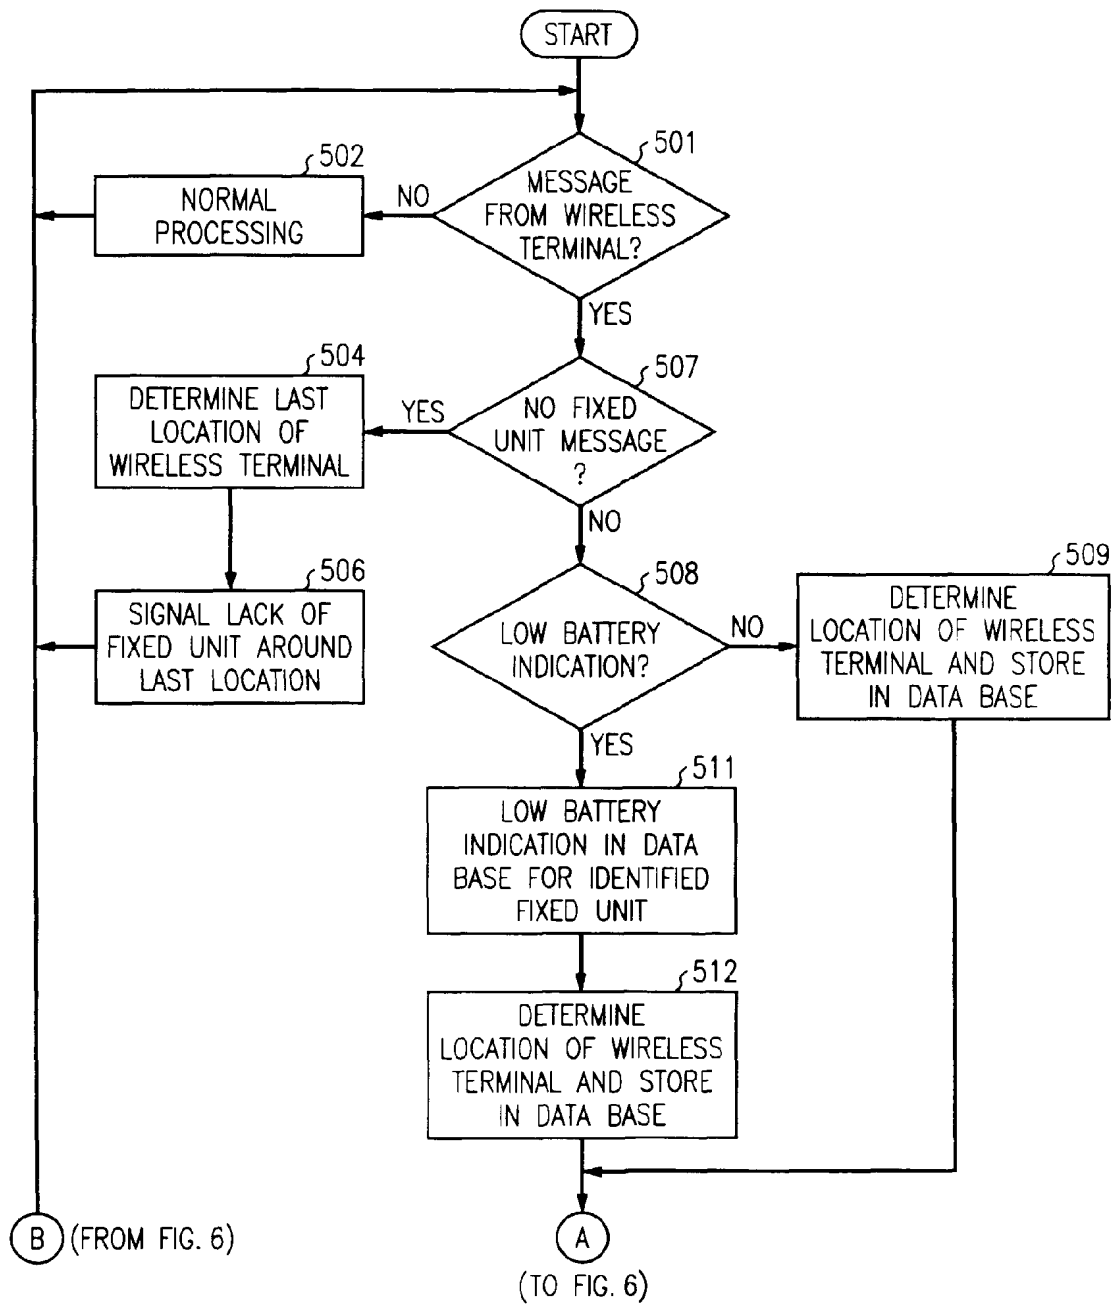 START
501
MESSAGE
FROM WIRELESS
TERMINAL?
NO
502
NORMAL
PROCESSING
YES
507
NO FIXED
UNIT MESSAGE
?
YES
504
DETERMINE LAST
LOCATION OF
WIRELESS TERMINAL
506
SIGNAL LACK OF
FIXED UNIT AROUND
LAST LOCATION
NO
508
LOW BATTERY
INDICATION?
NO
509
DETERMINE
LOCATION OF WIRELESS
TERMINAL AND STORE
IN DATA BASE
YES
511
LOW BATTERY
INDICATION IN DATA
BASE FOR IDENTIFIED
FIXED UNIT
512
DETERMINE
LOCATION OF WIRELESS
TERMINAL AND STORE
IN DATA BASE
B (FROM FIG. 6)
A
(TO FIG. 6)